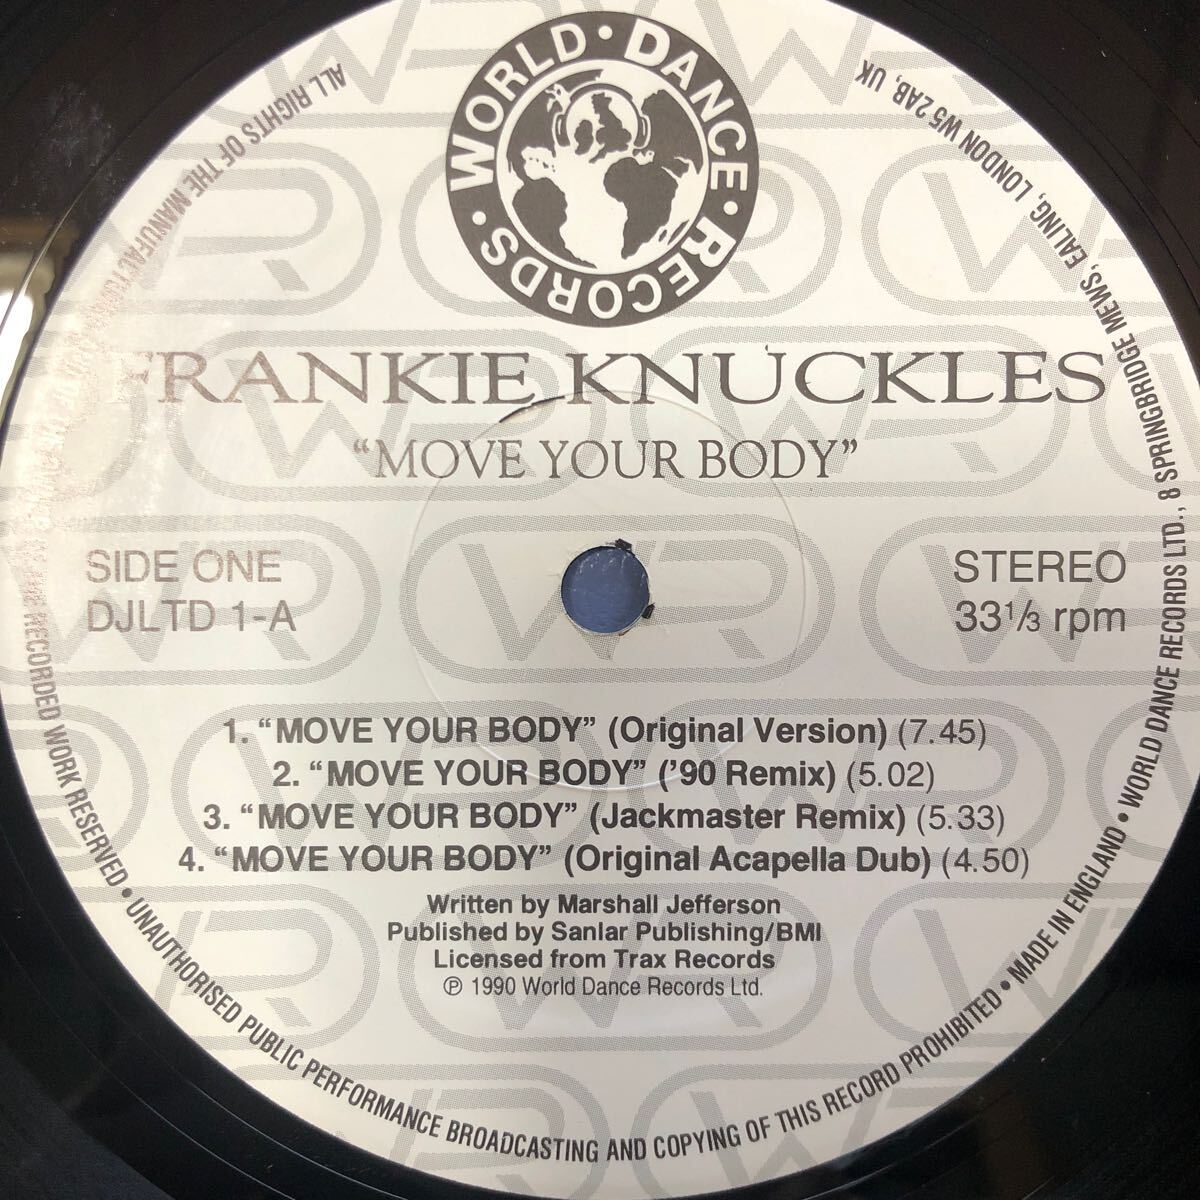 WORLD • DANCE • RECORDS •
FRANKIE KNUCKLES
“MOVE YOUR BODY”
SIDE ONE
DJLTD 1-A
STEREO
33 1/3 rpm
1. “MOVE YOUR BODY” (Original Version) (7.45)
2. “MOVE YOUR BODY” (’90 Remix) (5.02)
3. “MOVE YOUR BODY” (Jackmaster Remix) (5.33)
4. “MOVE YOUR BODY” (Original Acapella Dub) (4.50)
Written by Marshall Jefferson
Published by Sanlar Publishing/BMI
Licensed from Trax Records
℗ 1990 World Dance Records Ltd.
ALL RIGHTS OF THE RECORDED WORK RESERVED • UNAUTHORISED PUBLIC PERFORMANCE BROADCASTING AND COPYING OF THIS RECORD PROHIBITED • MADE IN ENGLAND • WORLD DANCE RECORDS LTD., 8 SPRINGBRIDGE MEWS, EALING, LONDON W5 2AB, UK